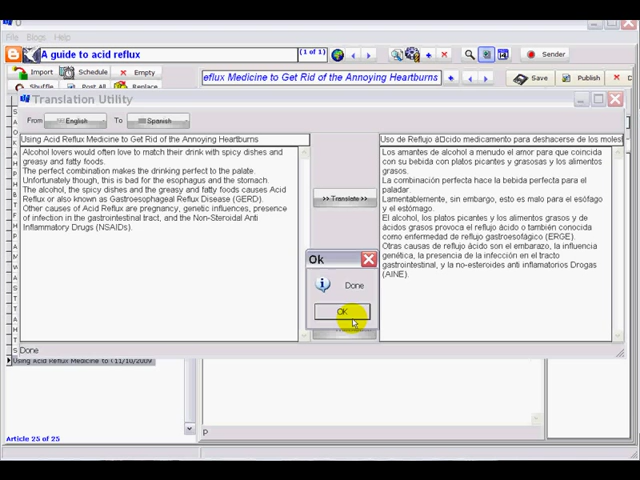 File Blogs Help
A guide to acid reflux
(1 of 1)
Sender
Import
Schedule
Empty
eflux Medicine to Get Rid of the Annoying Heartburns
Save
Publish
Shuffle
Post All
Replace
Translation Utility
From
English
To
Spanish
Using Acid Reflux Medicine to Get Rid of the Annoying Heartburns
Alcohol lovers would often love to match their drink with spicy dishes and
greasy and fatty foods.
The perfect combination makes the drinking perfect to the palate.
Unfortunately though, this is bad for the esophagus and the stomach.
The alcohol, the spicy dishes and the greasy and fatty foods causes Acid
Reflux or also known as Gastroesophageal Reflux Disease (GERD).
Other causes of Acid Reflux are pregnancy, genetic influences, presence
of infection in the gastrointestinal tract, and the Non-Steroidal Anti
Inflammatory Drugs (NSAIDs).
>> Translate >>
Uso de Reflujo áDcido medicamento para deshacerse de los molest
Los amantes de alcohol a menudo el amor para que coincida
con su bebida con platos picantes y grasosas y los alimentos
grasos.
La combinación perfecta hace la bebida perfecta para el
paladar.
Lamentablemente, sin embargo, esto es malo para el esófago
y el estómago.
El alcohol, los platos picantes y los alimentos grasos y de
ácidos grasos provoca el reflujo ácido o también conocida
como enfermedad de reflujo gastroesofágico (ERGE).
Otras causas de reflujo ácido son el embarazo, la influencia
genética, la presencia de la infección en el tracto
gastrointestinal, y la no-esteroides anti inflamatorios Drogas
(AINE).
Ok
Done
OK
Done
Using Acid Reflux Medicine to t
11/10/2009
p
Article 25 of 25